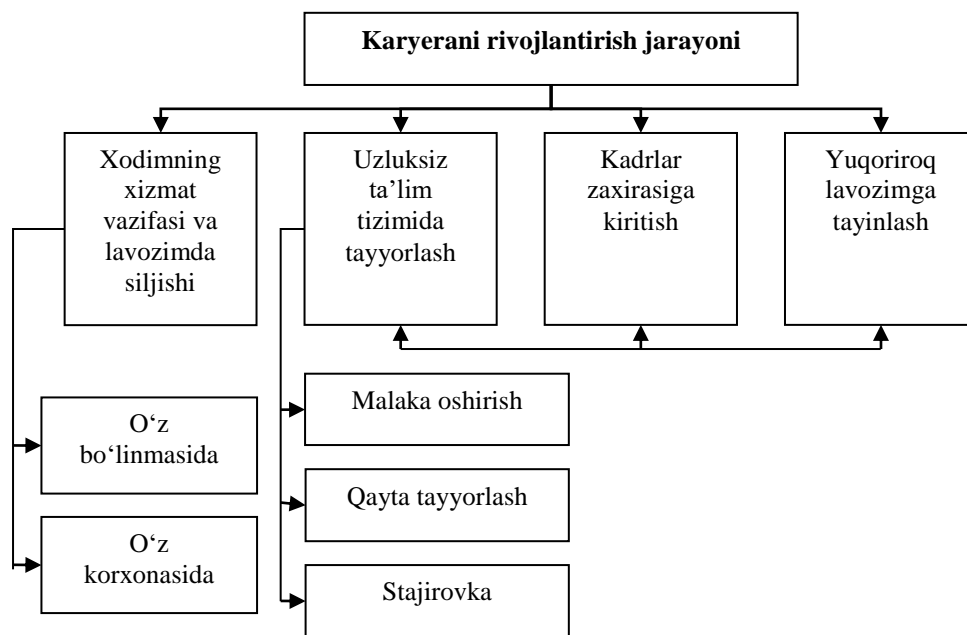 Karyerani rivojlantirish jarayoni
Xodimning
xizmat
vazifasi va
lavozimda
siljishi
Uzluksiz
ta’lim
tizimida
tayyorlash
Kadrlar
zaxirasiga
kiritish
Yuqoriroq
lavozimga
tayinlash
O‘z
bo‘linmasida
O‘z
korxonasida
Malaka oshirish
Qayta tayyorlash
Stajirovka